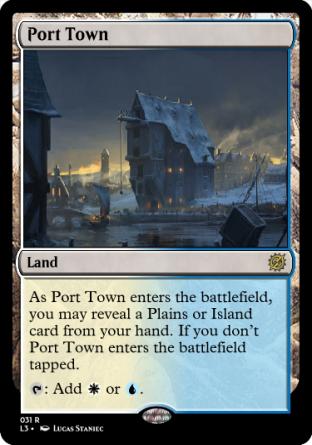 Port Town
Land
As Port Town enters the battlefield,
you may reveal a Plains or Island
card from your hand. If you don't
Port Town enters the battlefield
tapped.
: Add or .
031 R
L3 • Lucas Staniec